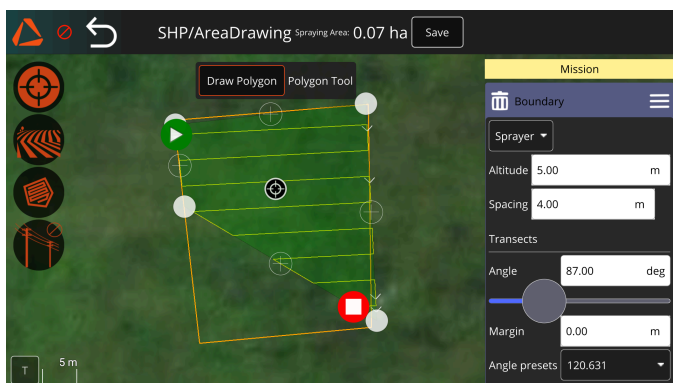 SHP/AreaDrawing Spraying Area: 0.07 ha Save
Draw Polygon Polygon Tool
Mission
Boundary
Sprayer
Altitude 5.00 m
Spacing 4.00 m
Transects
Angle 87.00 deg
Margin 0.00 m
Angle presets 120.631
T 5 m